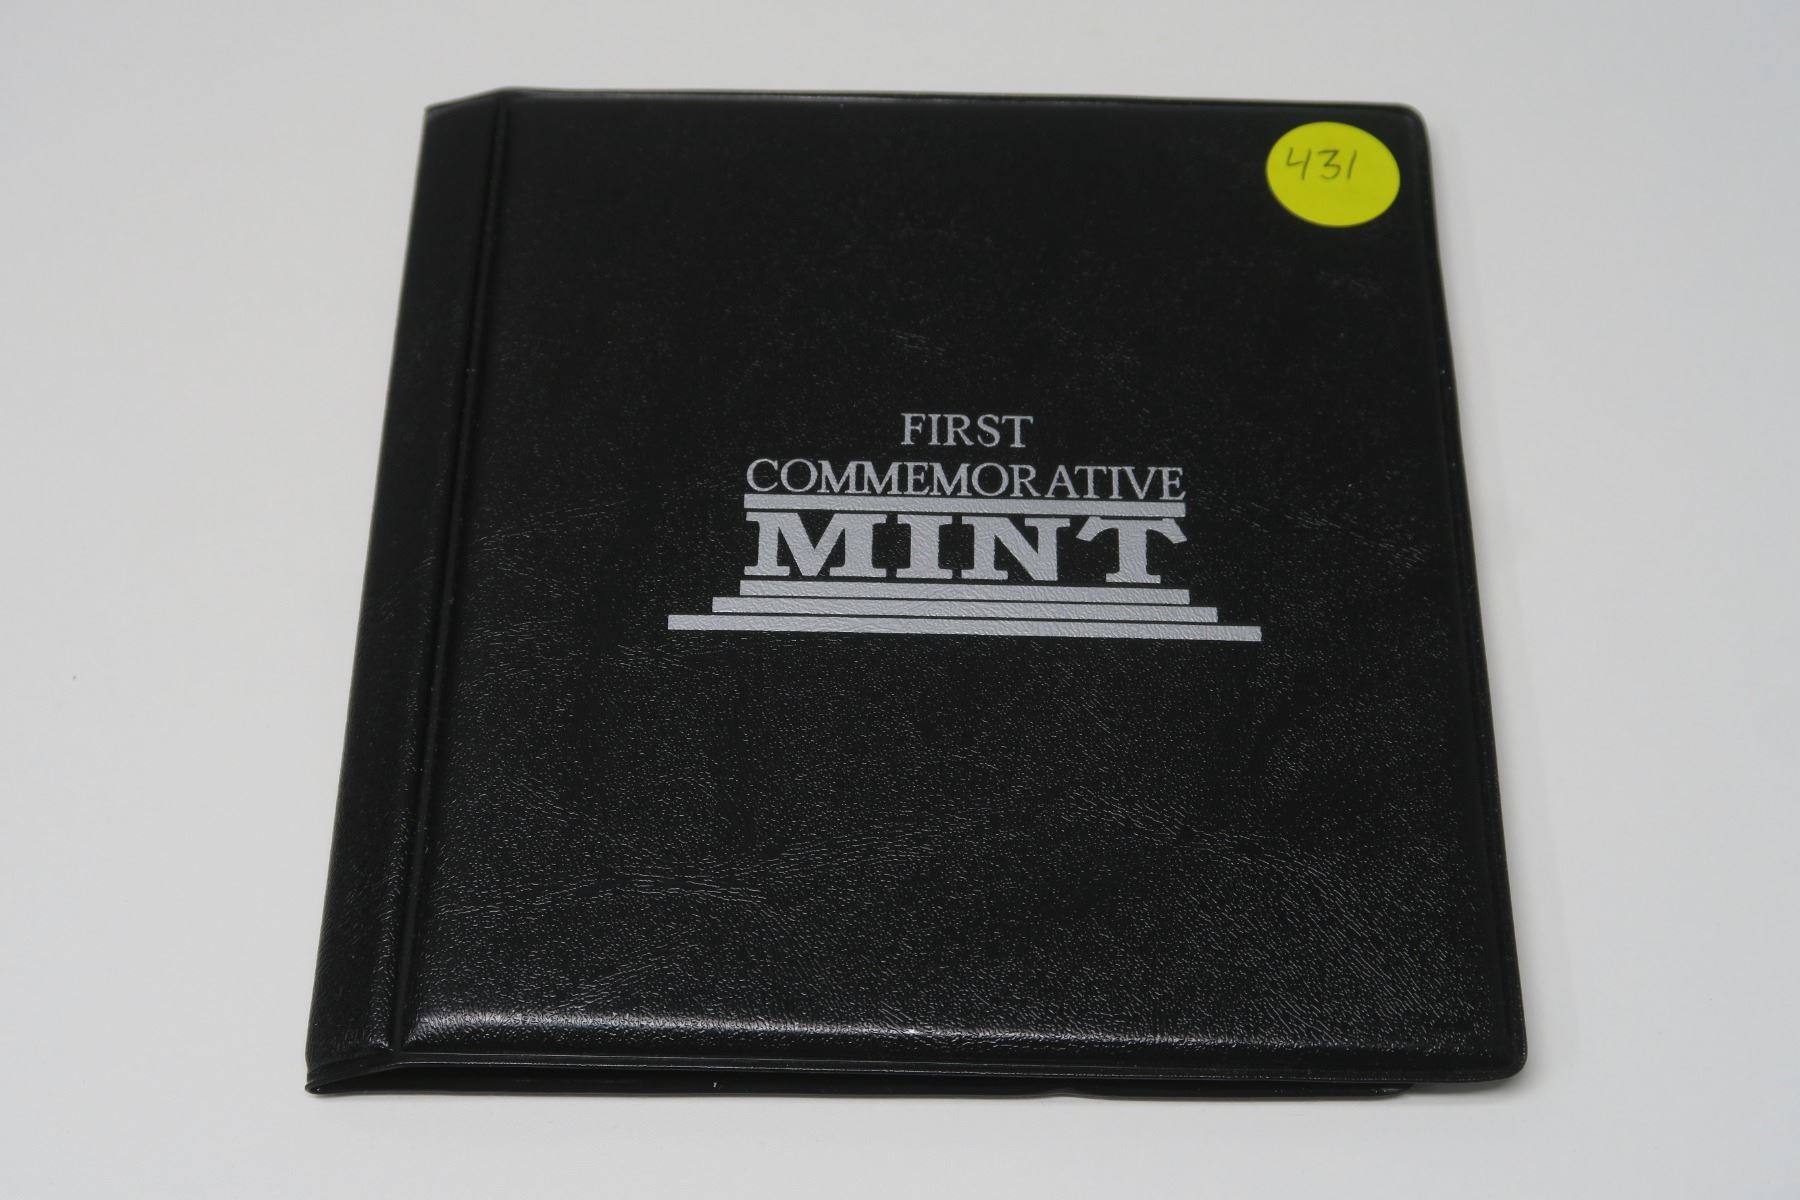 431
FIRST
COMMEMORATIVE
MINT